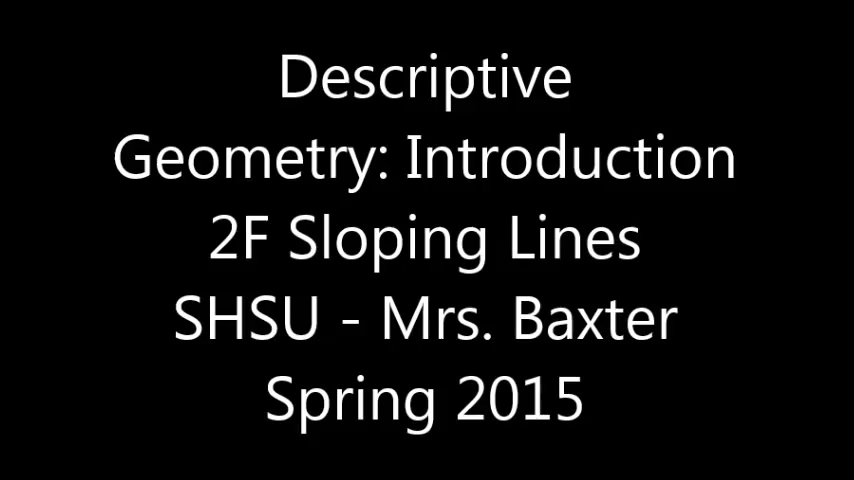 Descriptive
Geometry: Introduction
2F Sloping Lines
SHSU - Mrs. Baxter
Spring 2015